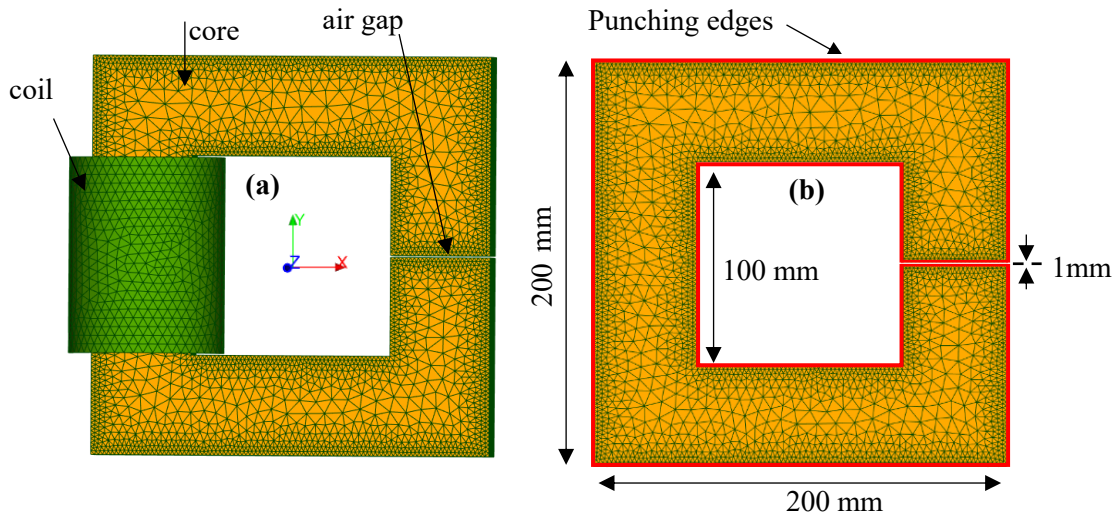 core
air gap
Punching edges
coil
(a)
Y
Z
X
(b)
200 mm
100 mm
1mm
200 mm